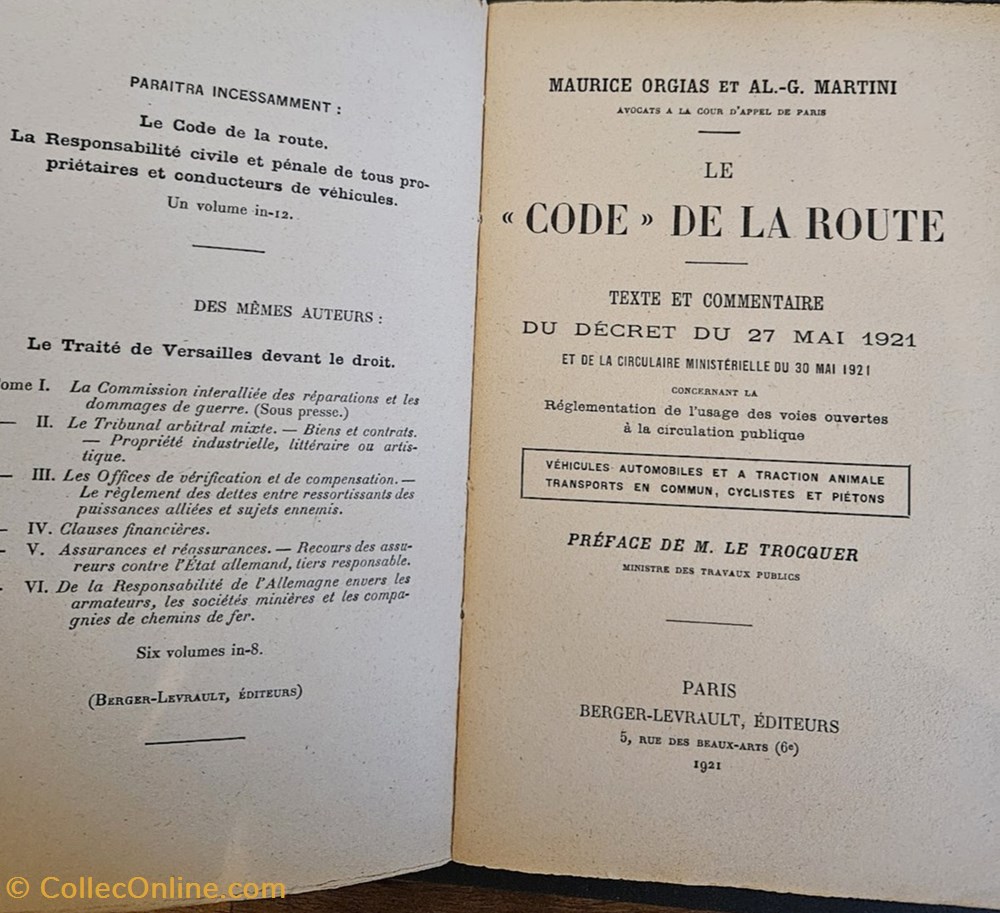 PARAITRA INCESSAMMENT :
Le Code de la route.
La Responsabilité civile et pénale de tous pro-
priétaires et conducteurs de véhicules.
Un volume in-12.
DES MÊMES AUTEURS :
Le Traité de Versailles devant le droit.
ome I. La Commission interalliée des réparations et les
dommages de guerre. (Sous presse.)
— II. Le Tribunal arbitral mixte. — Biens et contrats.
— Propriété industrielle, littéraire ou artis-
tique.
— III. Les Offices de vérification et de compensation. —
Le règlement des dettes entre ressortissants des
puissances alliées et sujets ennemis.
— IV. Clauses financières.
— V. Assurances et réassurances. — Recours des assu-
reurs contre l'État allemand, tiers responsable.
- VI. De la Responsabilité de l'Allemagne envers les
armateurs, les sociétés minières et les compa-
gnies de chemins de fer.
Six volumes in-8.
(BERGER-LEVRAULT, ÉDITEURS)
MAURICE ORGIAS ET AL.-G. MARTINI
AVOCATS A LA COUR D'APPEL DE PARIS
LE
« CODE » DE LA ROUTE
TEXTE ET COMMENTAIRE
DU DÉCRET DU 27 MAI 1921
ET DE LA CIRCULAIRE MINISTÉRIELLE DU 30 MAI 1921
CONCERNANT LA
Réglementation de l'usage des voies ouvertes
à la circulation publique
VÉHICULES AUTOMOBILES ET A TRACTION ANIMALE
TRANSPORTS EN COMMUN, CYCLISTES ET PIÉTONS
PRÉFACE DE M. LE TROCQUER
MINISTRE DES TRAVAUX PUBLICS
PARIS
BERGER-LEVRAULT, ÉDITEURS
5, RUE DES BEAUX-ARTS (6e)
1921
© CollecOnline.com